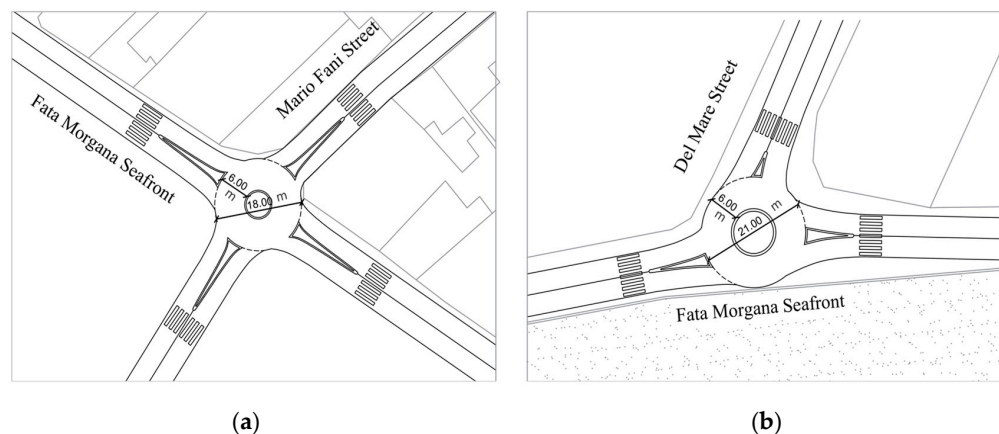 Mario Fani Street
Fata Morgana Seafront
6.00
m
18.00 m
(a)
Del Mare Street
6.00
m
21.00 m
Fata Morgana Seafront
(b)